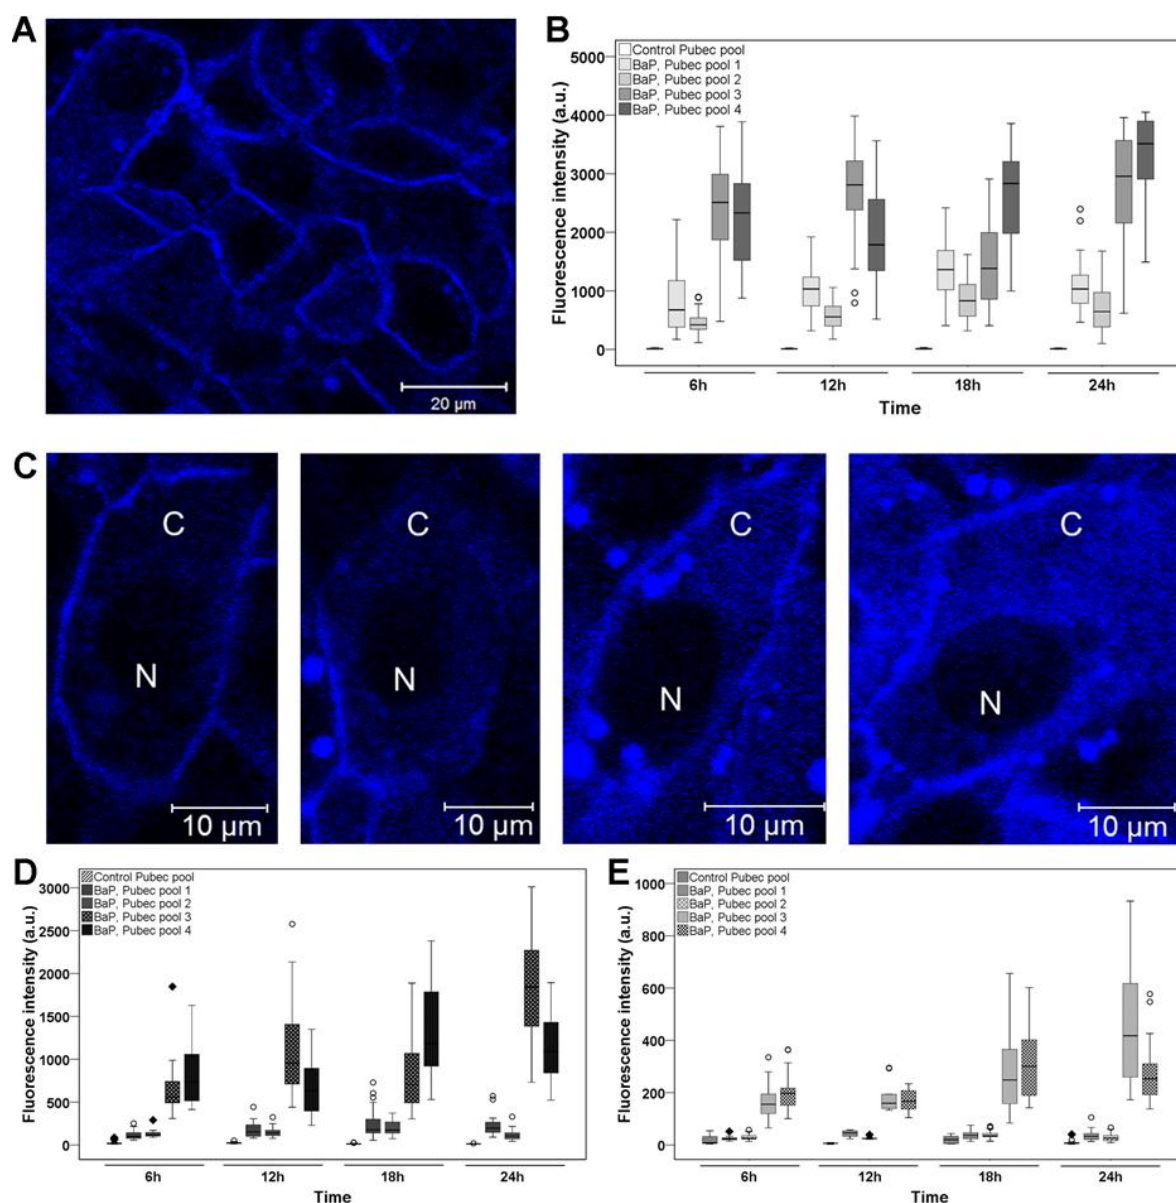 A
20 µm
B
Fluorescence intensity (a.u.)
5000
4000
3000
2000
1000
0
Control Pubec pool
BaP, Pubec pool 1
BaP, Pubec pool 2
BaP, Pubec pool 3
BaP, Pubec pool 4
6h 12h 18h 24h
Time
C
C
N
10 µm
C
N
10 µm
C
N
10 µm
C
N
10 µm
D
Fluorescence intensity (a.u.)
3000
2500
2000
1500
1000
500
0
Control Pubec pool
BaP, Pubec pool 1
BaP, Pubec pool 2
BaP, Pubec pool 3
BaP, Pubec pool 4
6h 12h 18h 24h
Time
E
Fluorescence intensity (a.u.)
1000
800
600
400
200
0
Control Pubec pool
BaP, Pubec pool 1
BaP, Pubec pool 2
BaP, Pubec pool 3
BaP, Pubec pool 4
6h 12h 18h 24h
Time